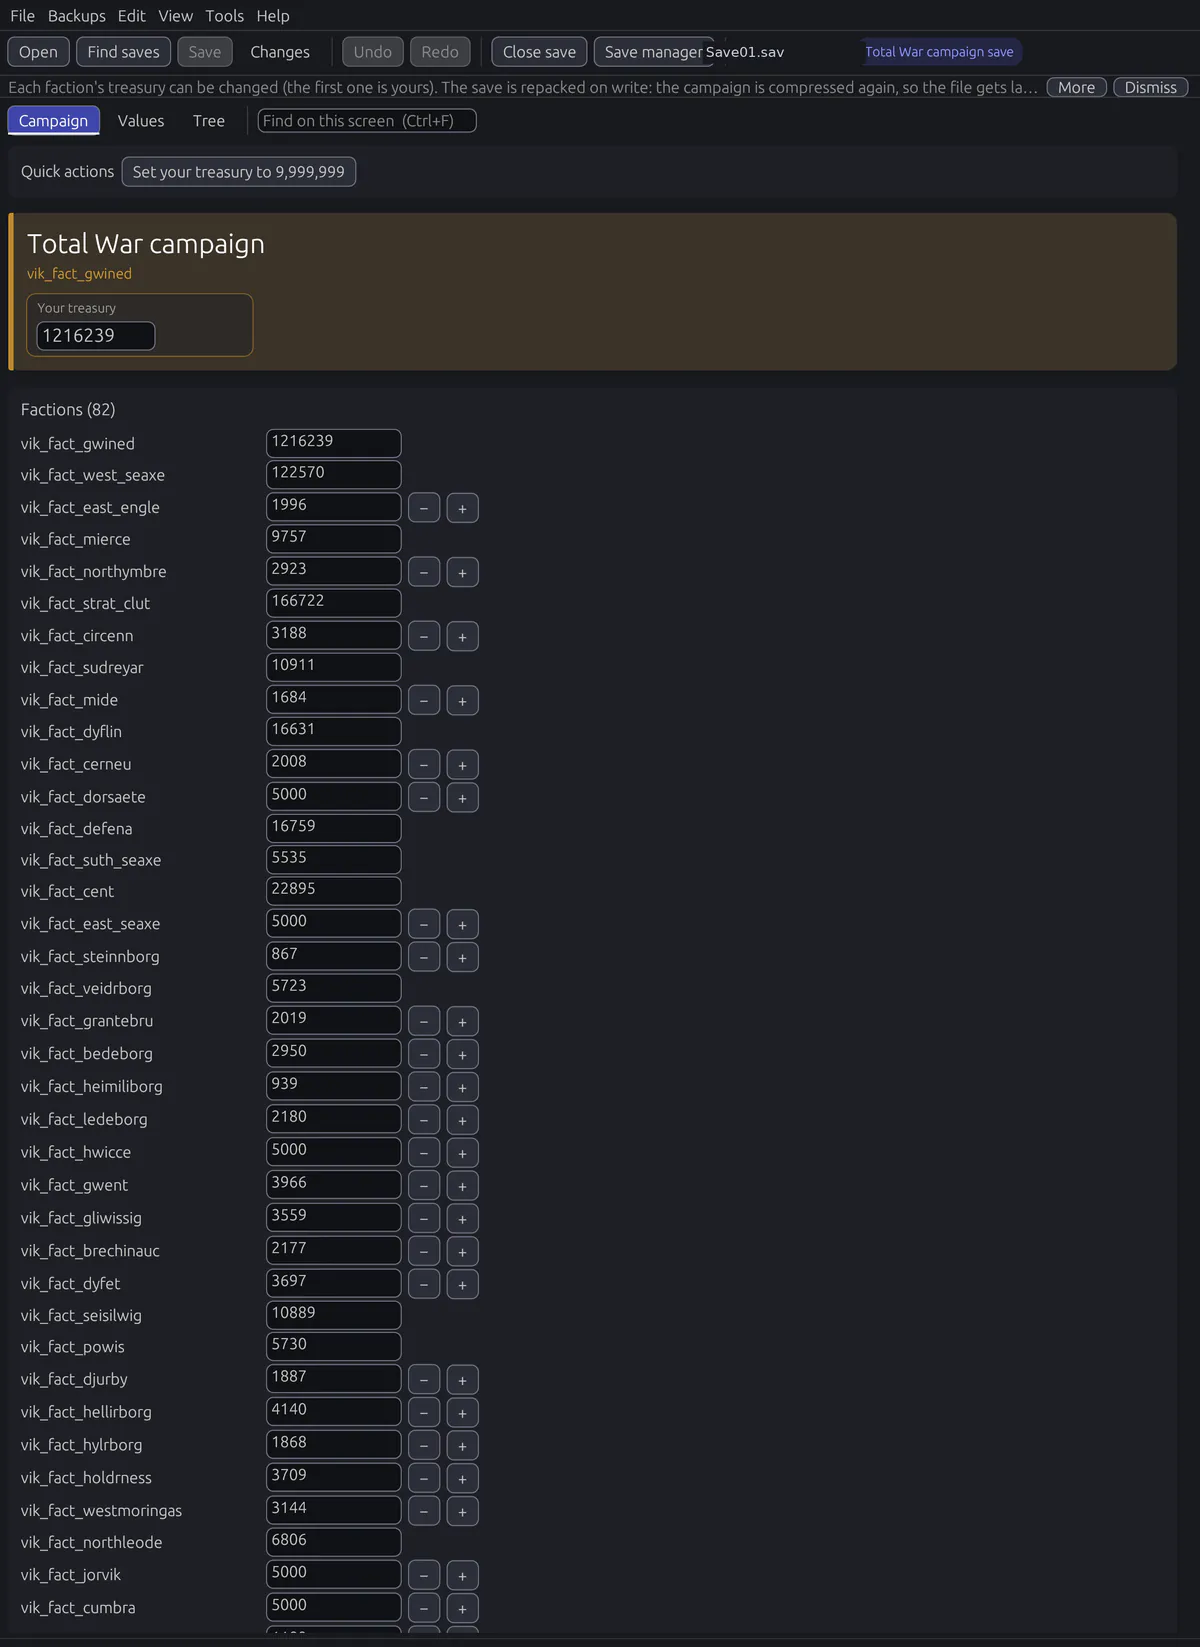 File Backups Edit View Tools Help
Open Find saves Save Changes Undo Redo Close save Save manager Save01.sav Total War campaign save
Each faction's treasury can be changed (the first one is yours). The save is repacked on write: the campaign is compressed again, so the file gets la... More Dismiss
Campaign Values Tree Find on this screen (Ctrl+F)
Quick actions Set your treasury to 9,999,999
Total War campaign
vik_fact_gwined
Your treasury
1216239
Factions (82)
vik_fact_gwined 1216239
vik_fact_west_seaxe 122570
vik_fact_east_engle 1996 – +
vik_fact_mierce 9757
vik_fact_northymbre 2923 – +
vik_fact_strat_clut 166722
vik_fact_circenn 3188 – +
vik_fact_sudreyar 10911
vik_fact_mide 1684 – +
vik_fact_dyflin 16631
vik_fact_cerneu 2008 – +
vik_fact_dorsaete 5000 – +
vik_fact_defena 16759
vik_fact_suth_seaxe 5535
vik_fact_cent 22895
vik_fact_east_seaxe 5000 – +
vik_fact_steinnborg 867 – +
vik_fact_veidrborg 5723
vik_fact_grantebru 2019 – +
vik_fact_bedeborg 2950 – +
vik_fact_heimiliborg 939 – +
vik_fact_ledeborg 2180 – +
vik_fact_hwicce 5000 – +
vik_fact_gwent 3966 – +
vik_fact_gliwissig 3559 – +
vik_fact_brechinauc 2177 – +
vik_fact_dyfet 3697 – +
vik_fact_seisilwig 10889
vik_fact_powis 5730
vik_fact_djurby 1887 – +
vik_fact_hellirborg 4140 – +
vik_fact_hylrborg 1868 – +
vik_fact_holdrness 3709 – +
vik_fact_westmoringas 3144 – +
vik_fact_northleode 6806
vik_fact_jorvik 5000 – +
vik_fact_cumbra 5000 – +